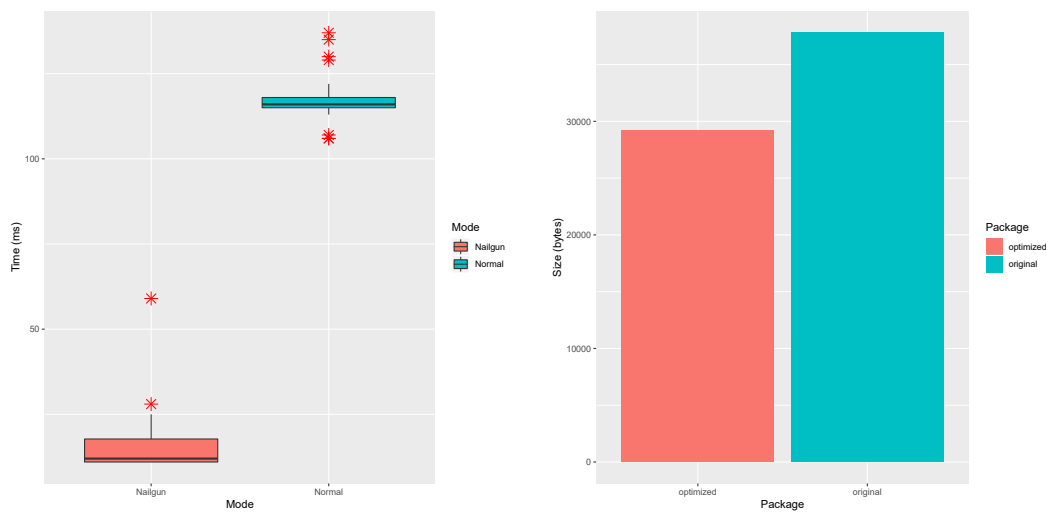 100
50
Time (ms)
Nailgun
Normal
Mode
Mode
Nailgun
Normal
30000
20000
10000
0
Size (bytes)
optimized
original
Package
Package
optimized
original